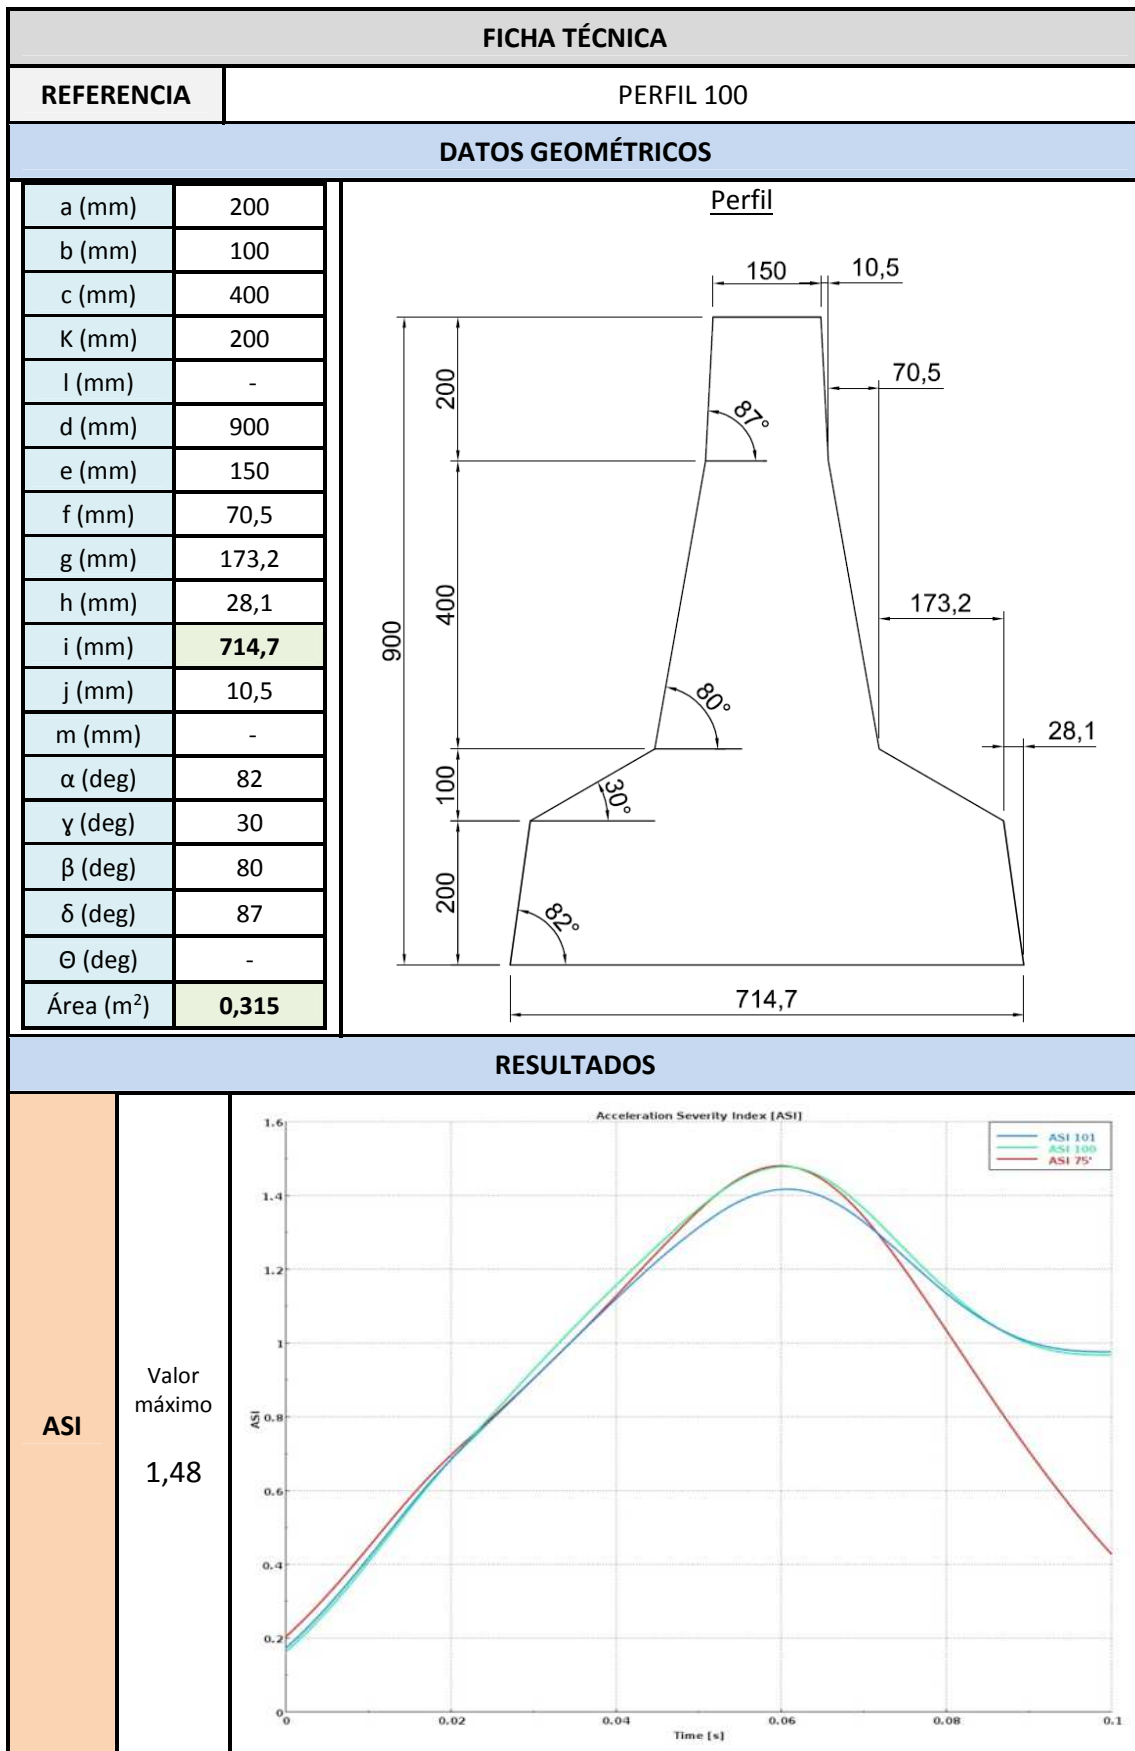 FICHA TÉCNICA
REFERENCIA PERFIL 100
DATOS GEOMÉTRICOS
a (mm) 200
b (mm) 100
c (mm) 400
K (mm) 200
l (mm) -
d (mm) 900
e (mm) 150
f (mm) 70,5
g (mm) 173,2
h (mm) 28,1
i (mm) 714,7
j (mm) 10,5
m (mm) -
α (deg) 82
ɣ (deg) 30
β (deg) 80
δ (deg) 87
Θ (deg) -
Área (m²) 0,315
Perfil
150 10,5
200
70,5
87°
900
400
173,2
80°
28,1
100
30°
200
82°
714,7
RESULTADOS
ASI
Valor
máximo
1,48
Acceleration Severity Index [ASI]
ASI 101
ASI 100
ASI 75'
1.6
1.4
1.2
1
0.8
0.6
0.4
0.2
0
ASI
0 0.02 0.04 0.06 0.08 0.1
Time [s]